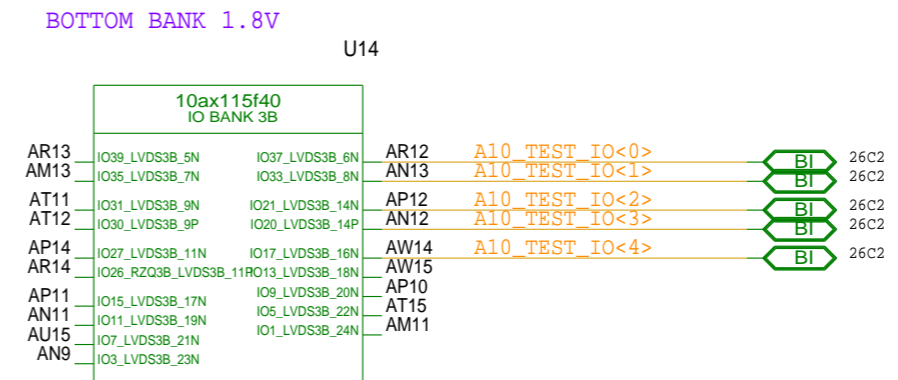 BOTTOM BANK 1.8V
U14
10ax115f40
IO BANK 3B
AR13 IO39_LVDS3B_5N IO37_LVDS3B_6N AR12 A10_TEST_IO<0> BI 26C2
AM13 IO35_LVDS3B_7N IO33_LVDS3B_8N AN13 A10_TEST_IO<1> BI 26C2
AT11 IO31_LVDS3B_9N IO21_LVDS3B_14N AP12 A10_TEST_IO<2> BI 26C2
AT12 IO30_LVDS3B_9P IO20_LVDS3B_14P AN12 A10_TEST_IO<3> BI 26C2
AP14 IO27_LVDS3B_11N IO17_LVDS3B_16N AW14 A10_TEST_IO<4> BI 26C2
AR14 IO26_RZQ3B_LVDS3B_11P IO13_LVDS3B_18N AW15
AP11 IO15_LVDS3B_17N IO9_LVDS3B_20N AP10
AN11 IO11_LVDS3B_19N IO5_LVDS3B_22N AT15
AU15 IO7_LVDS3B_21N IO1_LVDS3B_24N AM11
AN9 IO3_LVDS3B_23N